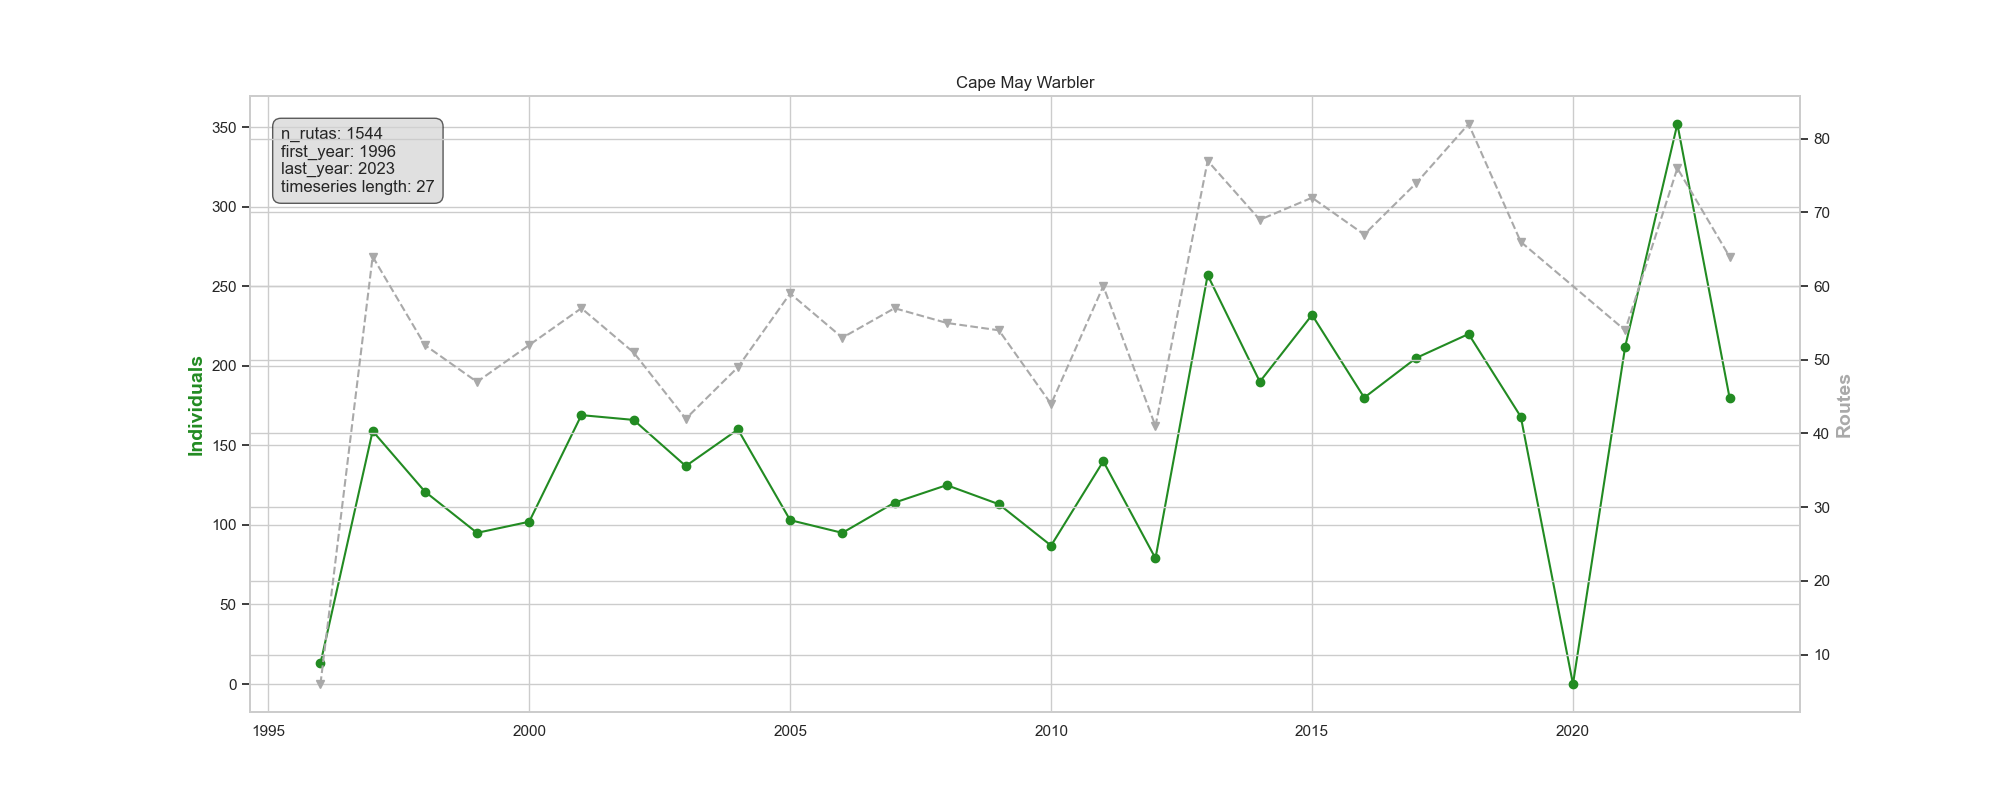 Cape May Warbler
n_rutas: 1544
first_year: 1996
last_year: 2023
timeseries length: 27
350
300
250
200
150
100
50
0
Individuals
80
70
60
50
40
30
20
10
Routes
1995 2000 2005 2010 2015 2020